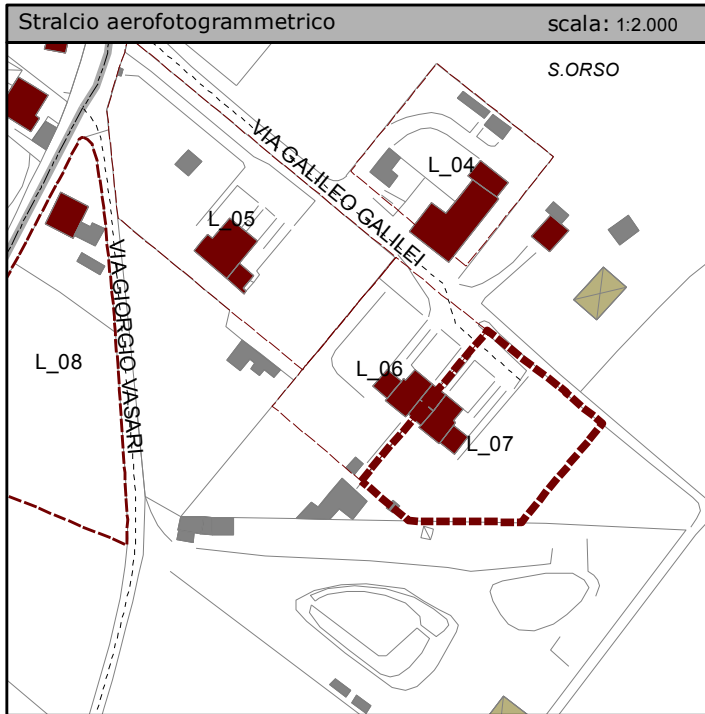 Stralcio aerofotogrammetrico scala: 1:2.000
S.ORSO
VIA GALILEO GALILEI
L_04
L_05
VIA GIORGIO VASARI
L_08
L_06
L_07